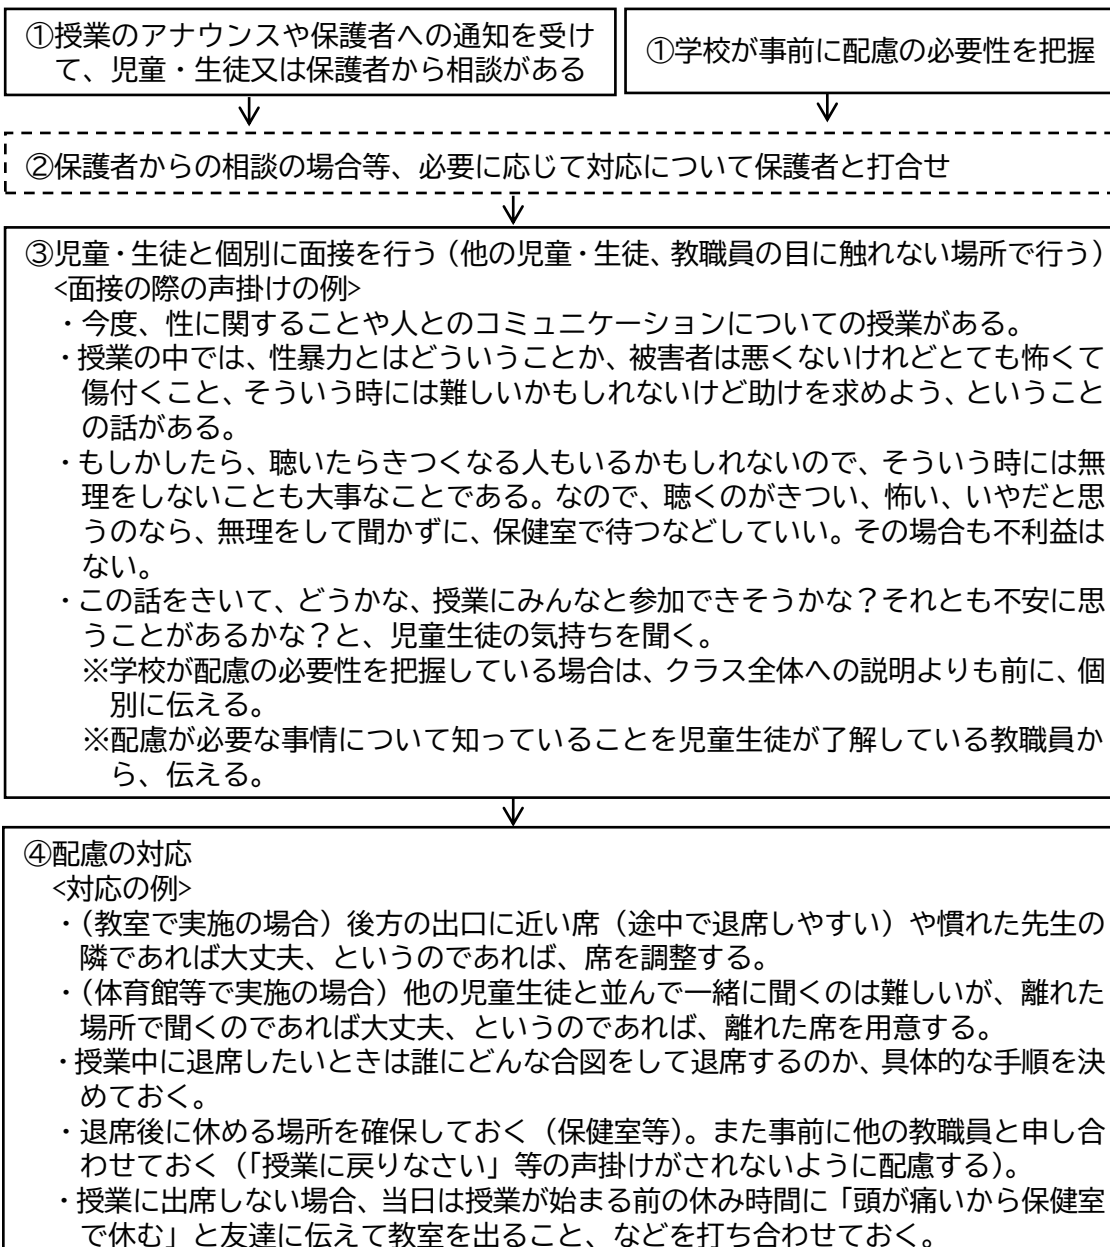 ①授業のアナウンスや保護者への通知を受け
て、児童・生徒又は保護者から相談がある
①学校が事前に配慮の必要性を把握
②保護者からの相談の場合等、必要に応じて対応について保護者と打合せ
③児童・生徒と個別に面接を行う（他の児童・生徒、教職員の目に触れない場所で行う）
<面接の際の声掛けの例>
・今度、性に関することや人とのコミュニケーションについての授業がある。
・授業の中では、性暴力とはどういうことか、被害者は悪くないけれどとても怖くて
傷付くこと、そういう時には難しいかもしれないけど助けを求めよう、ということ
の話がある。
・もしかしたら、聴いたらきつくなる人もいるかもしれないので、そういう時には無
理をしないことも大事なことである。なので、聴くのがきつい、怖い、いやだと思
うのなら、無理をして聞かずに、保健室で待つなどしていい。その場合も不利益は
ない。
・この話をきいて、どうかな、授業にみんなと参加できそうかな？それとも不安に思
うことがあるかな？と、児童生徒の気持ちを聞く。
※学校が配慮の必要性を把握している場合は、クラス全体への説明よりも前に、個
別に伝える。
※配慮が必要な事情について知っていることを児童生徒が了解している教職員か
ら、伝える。
④配慮の対応
<対応の例>
・（教室で実施の場合）後方の出口に近い席（途中で退席しやすい）や慣れた先生の
隣であれば大丈夫、というのであれば、席を調整する。
・（体育館等で実施の場合）他の児童生徒と並んで一緒に聞くのは難しいが、離れた
場所で聞くのであれば大丈夫、というのであれば、離れた席を用意する。
・授業中に退席したいときは誰にどんな合図をして退席するのか、具体的な手順を決
めておく。
・退席後に休める場所を確保しておく（保健室等）。また事前に他の教職員と申し合
わせておく（「授業に戻りなさい」等の声掛けがされないように配慮する）。
・授業に出席しない場合、当日は授業が始まる前の休み時間に「頭が痛いから保健室
で休む」と友達に伝えて教室を出ること、などを打ち合わせておく。